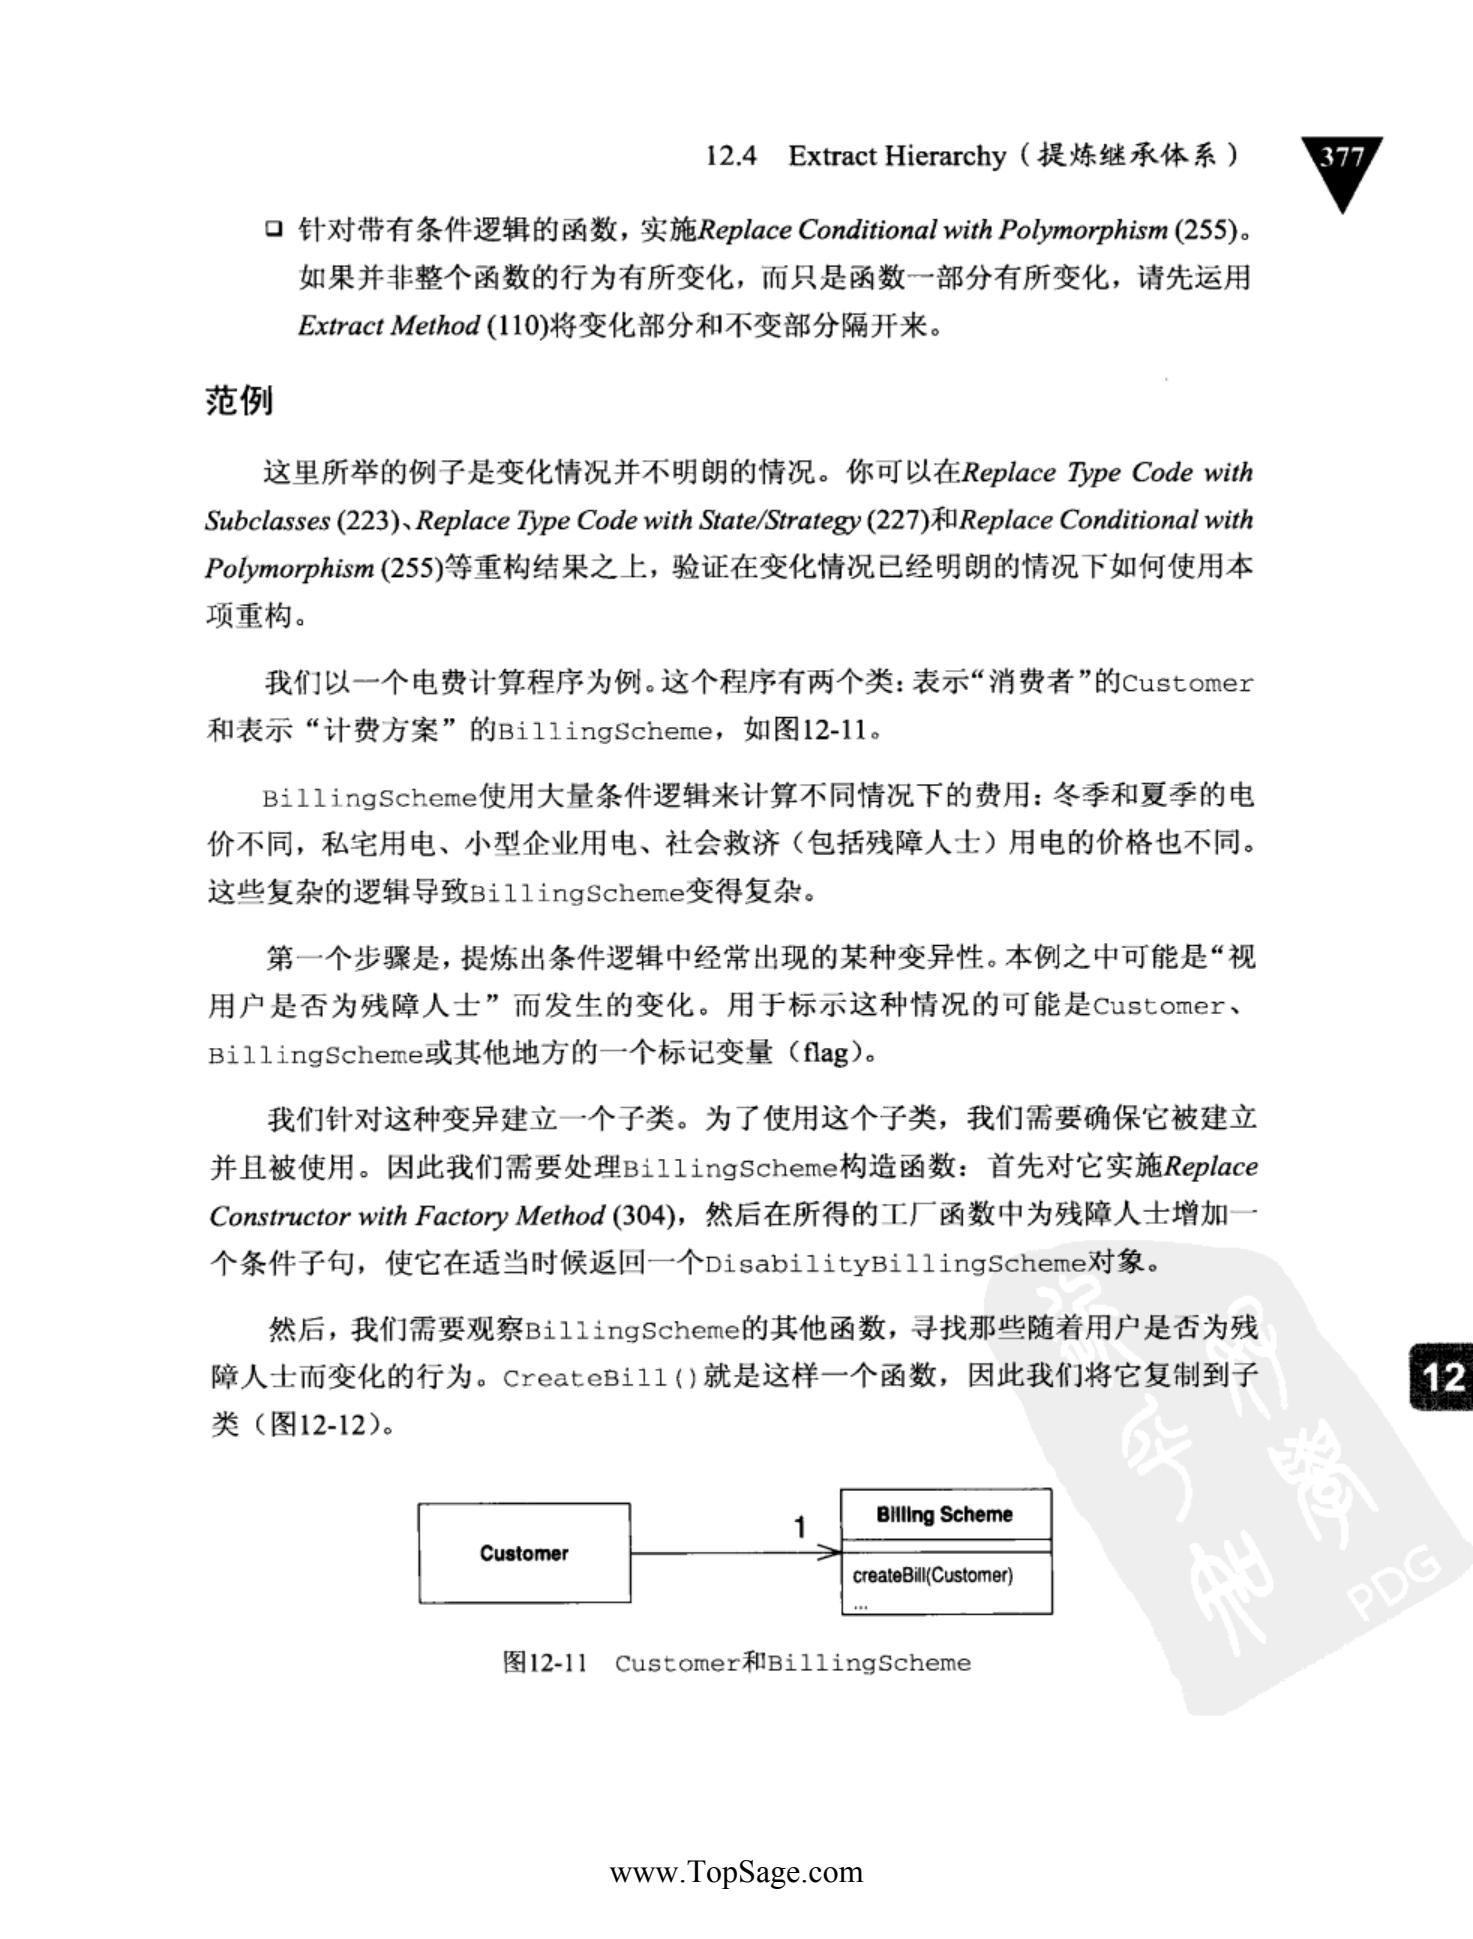 12.4 Extract Hierarchy（提炼继承体系）
377
❑ 针对带有条件逻辑的函数，实施Replace Conditional with Polymorphism (255)。
如果并非整个函数的行为有所变化，而只是函数一部分有所变化，请先运用
Extract Method (110)将变化部分和不变部分隔开来。
范例
这里所举的例子是变化情况并不明朗的情况。你可以在Replace Type Code with
Subclasses (223)、Replace Type Code with State/Strategy (227)和Replace Conditional with
Polymorphism (255)等重构结果之上，验证在变化情况已经明朗的情况下如何使用本
项重构。
我们以一个电费计算程序为例。这个程序有两个类：表示“消费者”的Customer
和表示“计费方案”的BillingScheme，如图12-11。
BillingScheme使用大量条件逻辑来计算不同情况下的费用：冬季和夏季的电
价不同，私宅用电、小型企业用电、社会救济（包括残障人士）用电的价格也不同。
这些复杂的逻辑导致BillingScheme变得复杂。
第一个步骤是，提炼出条件逻辑中经常出现的某种变异性。本例之中可能是“视
用户是否为残障人士”而发生的变化。用于标示这种情况的可能是Customer、
BillingScheme或其他地方的一个标记变量（flag）。
我们针对这种变异建立一个子类。为了使用这个子类，我们需要确保它被建立
并且被使用。因此我们需要处理BillingScheme构造函数：首先对它实施Replace
Constructor with Factory Method (304)，然后在所得的工厂函数中为残障人士增加一
个条件子句，使它在适当时候返回一个DisabilityBillingScheme对象。
然后，我们需要观察BillingScheme的其他函数，寻找那些随着用户是否为残
障人士而变化的行为。CreateBill()就是这样一个函数，因此我们将它复制到子
类（图12-12）。
12
Customer
1
Billing Scheme
createBill(Customer)
...
PDG
图12-11 Customer和BillingScheme
www.TopSage.com